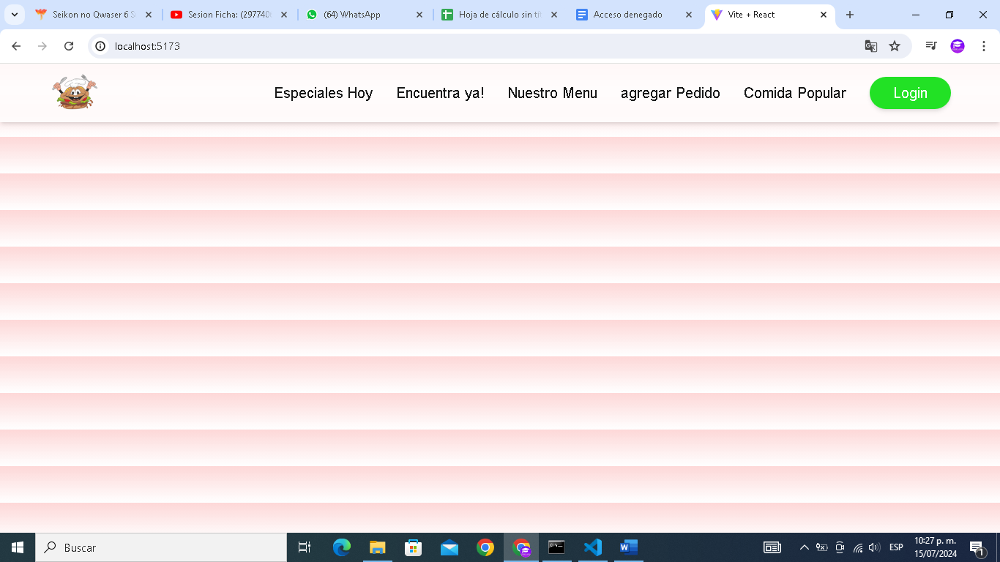 Seikon no Qwaser 6 S
Sesion Ficha: (297740
(64) WhatsApp
Hoja de cálculo sin tí
Acceso denegado
Vite + React
localhost:5173
Especiales Hoy
Encuentra ya!
Nuestro Menu
agregar Pedido
Comida Popular
Login
Buscar
ESP
10:27 p. m.
15/07/2024
1